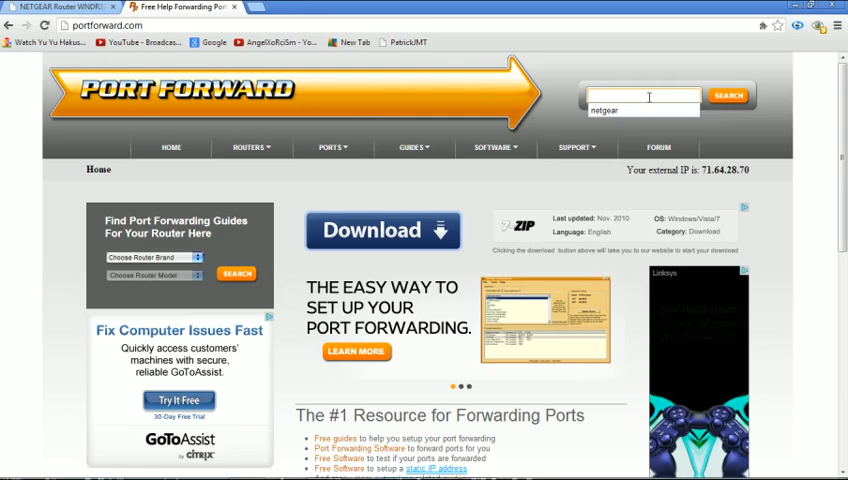 NETGEAR Router WNDR3
Free Help Forwarding Por
portforward.com
Watch Yu Yu Hakus...
YouTube - Broadcas...
Google
AngelXoRciSm - Yo...
New Tab
PatrickJMT
PORT FORWARD
SEARCH
netgear
HOME
ROUTERS
PORTS
GUIDES
SOFTWARE
SUPPORT
FORUM
Home
Your external IP is: 71.64.28.70
Find Port Forwarding Guides
For Your Router Here
Choose Router Brand
Choose Router Model
SEARCH
Download
7-ZIP
Last updated: Nov. 2010
OS: Windows/Vista/7
Language: English
Category: Download
Clicking the download button above will take you to our website to start your download
THE EASY WAY TO
SET UP YOUR
PORT FORWARDING.
LEARN MORE
Linksys
Fix Computer Issues Fast
Quickly access customers'
machines with secure,
reliable GoToAssist.
Try It Free
30-Day Free Trial
GoToAssist
by CITRIX
The #1 Resource for Forwarding Ports
Free guides to help you setup your port forwarding
Port Forwarding Software to forward ports for you
Free Software to test if your ports are forwarded
Free Software to setup a static IP address